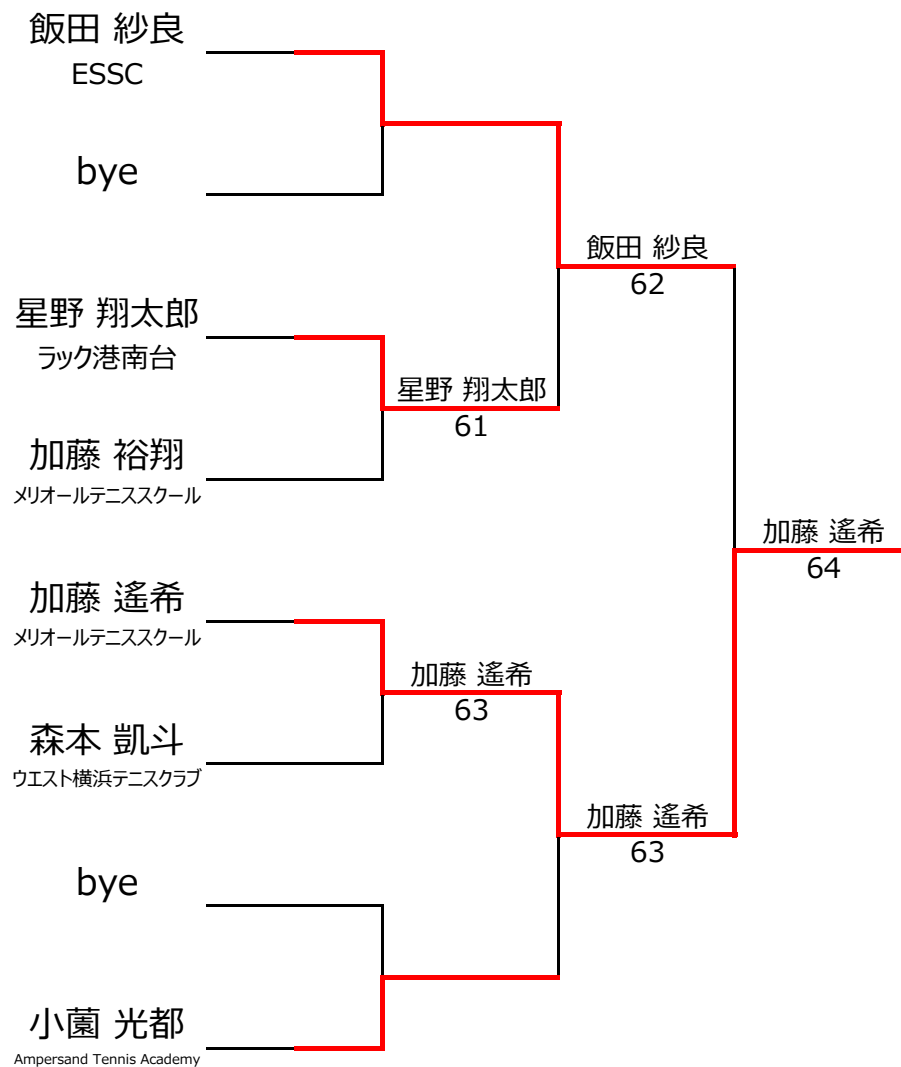 飯田 紗良
ESSC
bye
飯田 紗良
62
星野 翔太郎
ラック港南台
星野 翔太郎
61
加藤 裕翔
メリオールテニススクール
加藤 遙希
64
加藤 遙希
メリオールテニススクール
加藤 遙希
63
森本 凱斗
ウエスト横浜テニスクラブ
加藤 遙希
63
bye
小薗 光都
Ampersand Tennis Academy